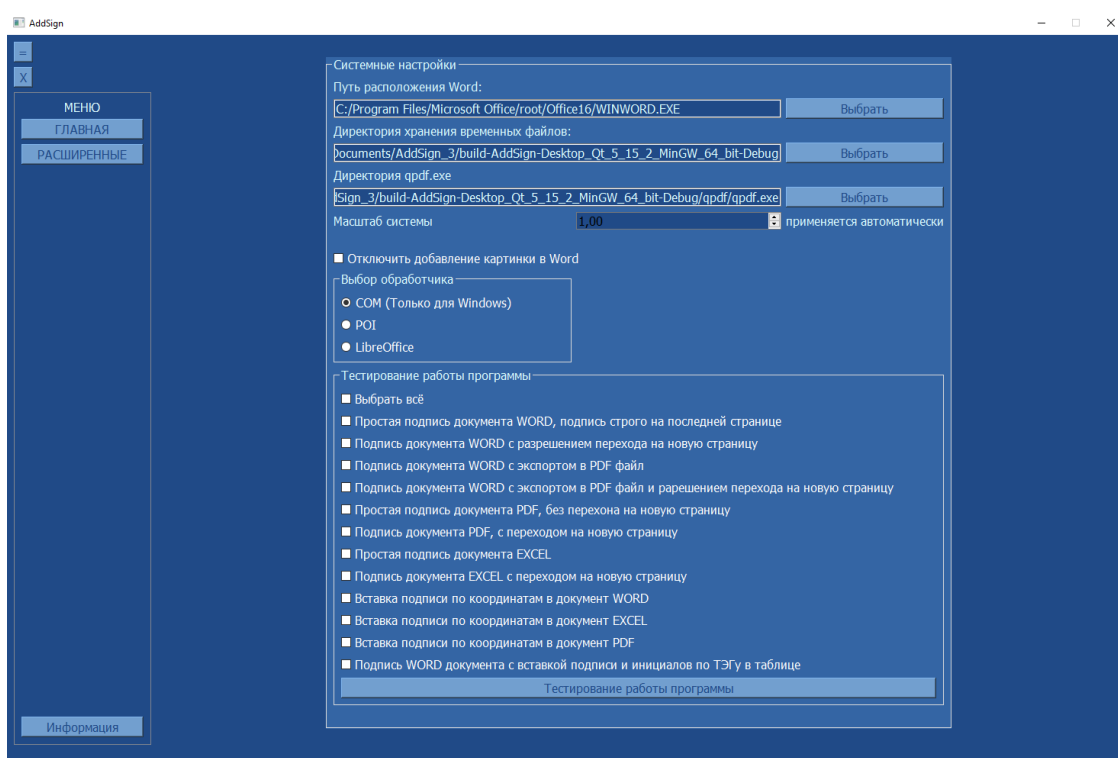 AddSign
=
X
МЕНЮ
ГЛАВНАЯ
РАСШИРЕННЫЕ
Информация
Системные настройки
Путь расположения Word:
C:/Program Files/Microsoft Office/root/Office16/WINWORD.EXE Выбрать
Директория хранения временных файлов:
Documents/AddSign_3/build-AddSign-Desktop_Qt_5_15_2_MinGW_64_bit-Debug Выбрать
Директория qpdf.exe
dSign_3/build-AddSign-Desktop_Qt_5_15_2_MinGW_64_bit-Debug/qpdf/qpdf.exe Выбрать
Масштаб системы 1,00 применяется автоматически
Отключить добавление картинки в Word
Выбор обработчика
COM (Только для Windows)
POI
LibreOffice
Тестирование работы программы
Выбрать всё
Простая подпись документа WORD, подпись строго на последней странице
Подпись документа WORD с разрешением перехода на новую страницу
Подпись документа WORD с экспортом в PDF файл
Подпись документа WORD с экспортом в PDF файл и рарешением перехода на новую страницу
Простая подпись документа PDF, без перехона на новую страницу
Подпись документа PDF, с переходом на новую страницу
Простая подпись документа EXCEL
Подпись документа EXCEL с переходом на новую страницу
Вставка подписи по координатам в документ WORD
Вставка подписи по координатам в документ EXCEL
Вставка подписи по координатам в документ PDF
Подпись WORD документа с вставкой подписи и инициалов по ТЭГу в таблице
Тестирование работы программы